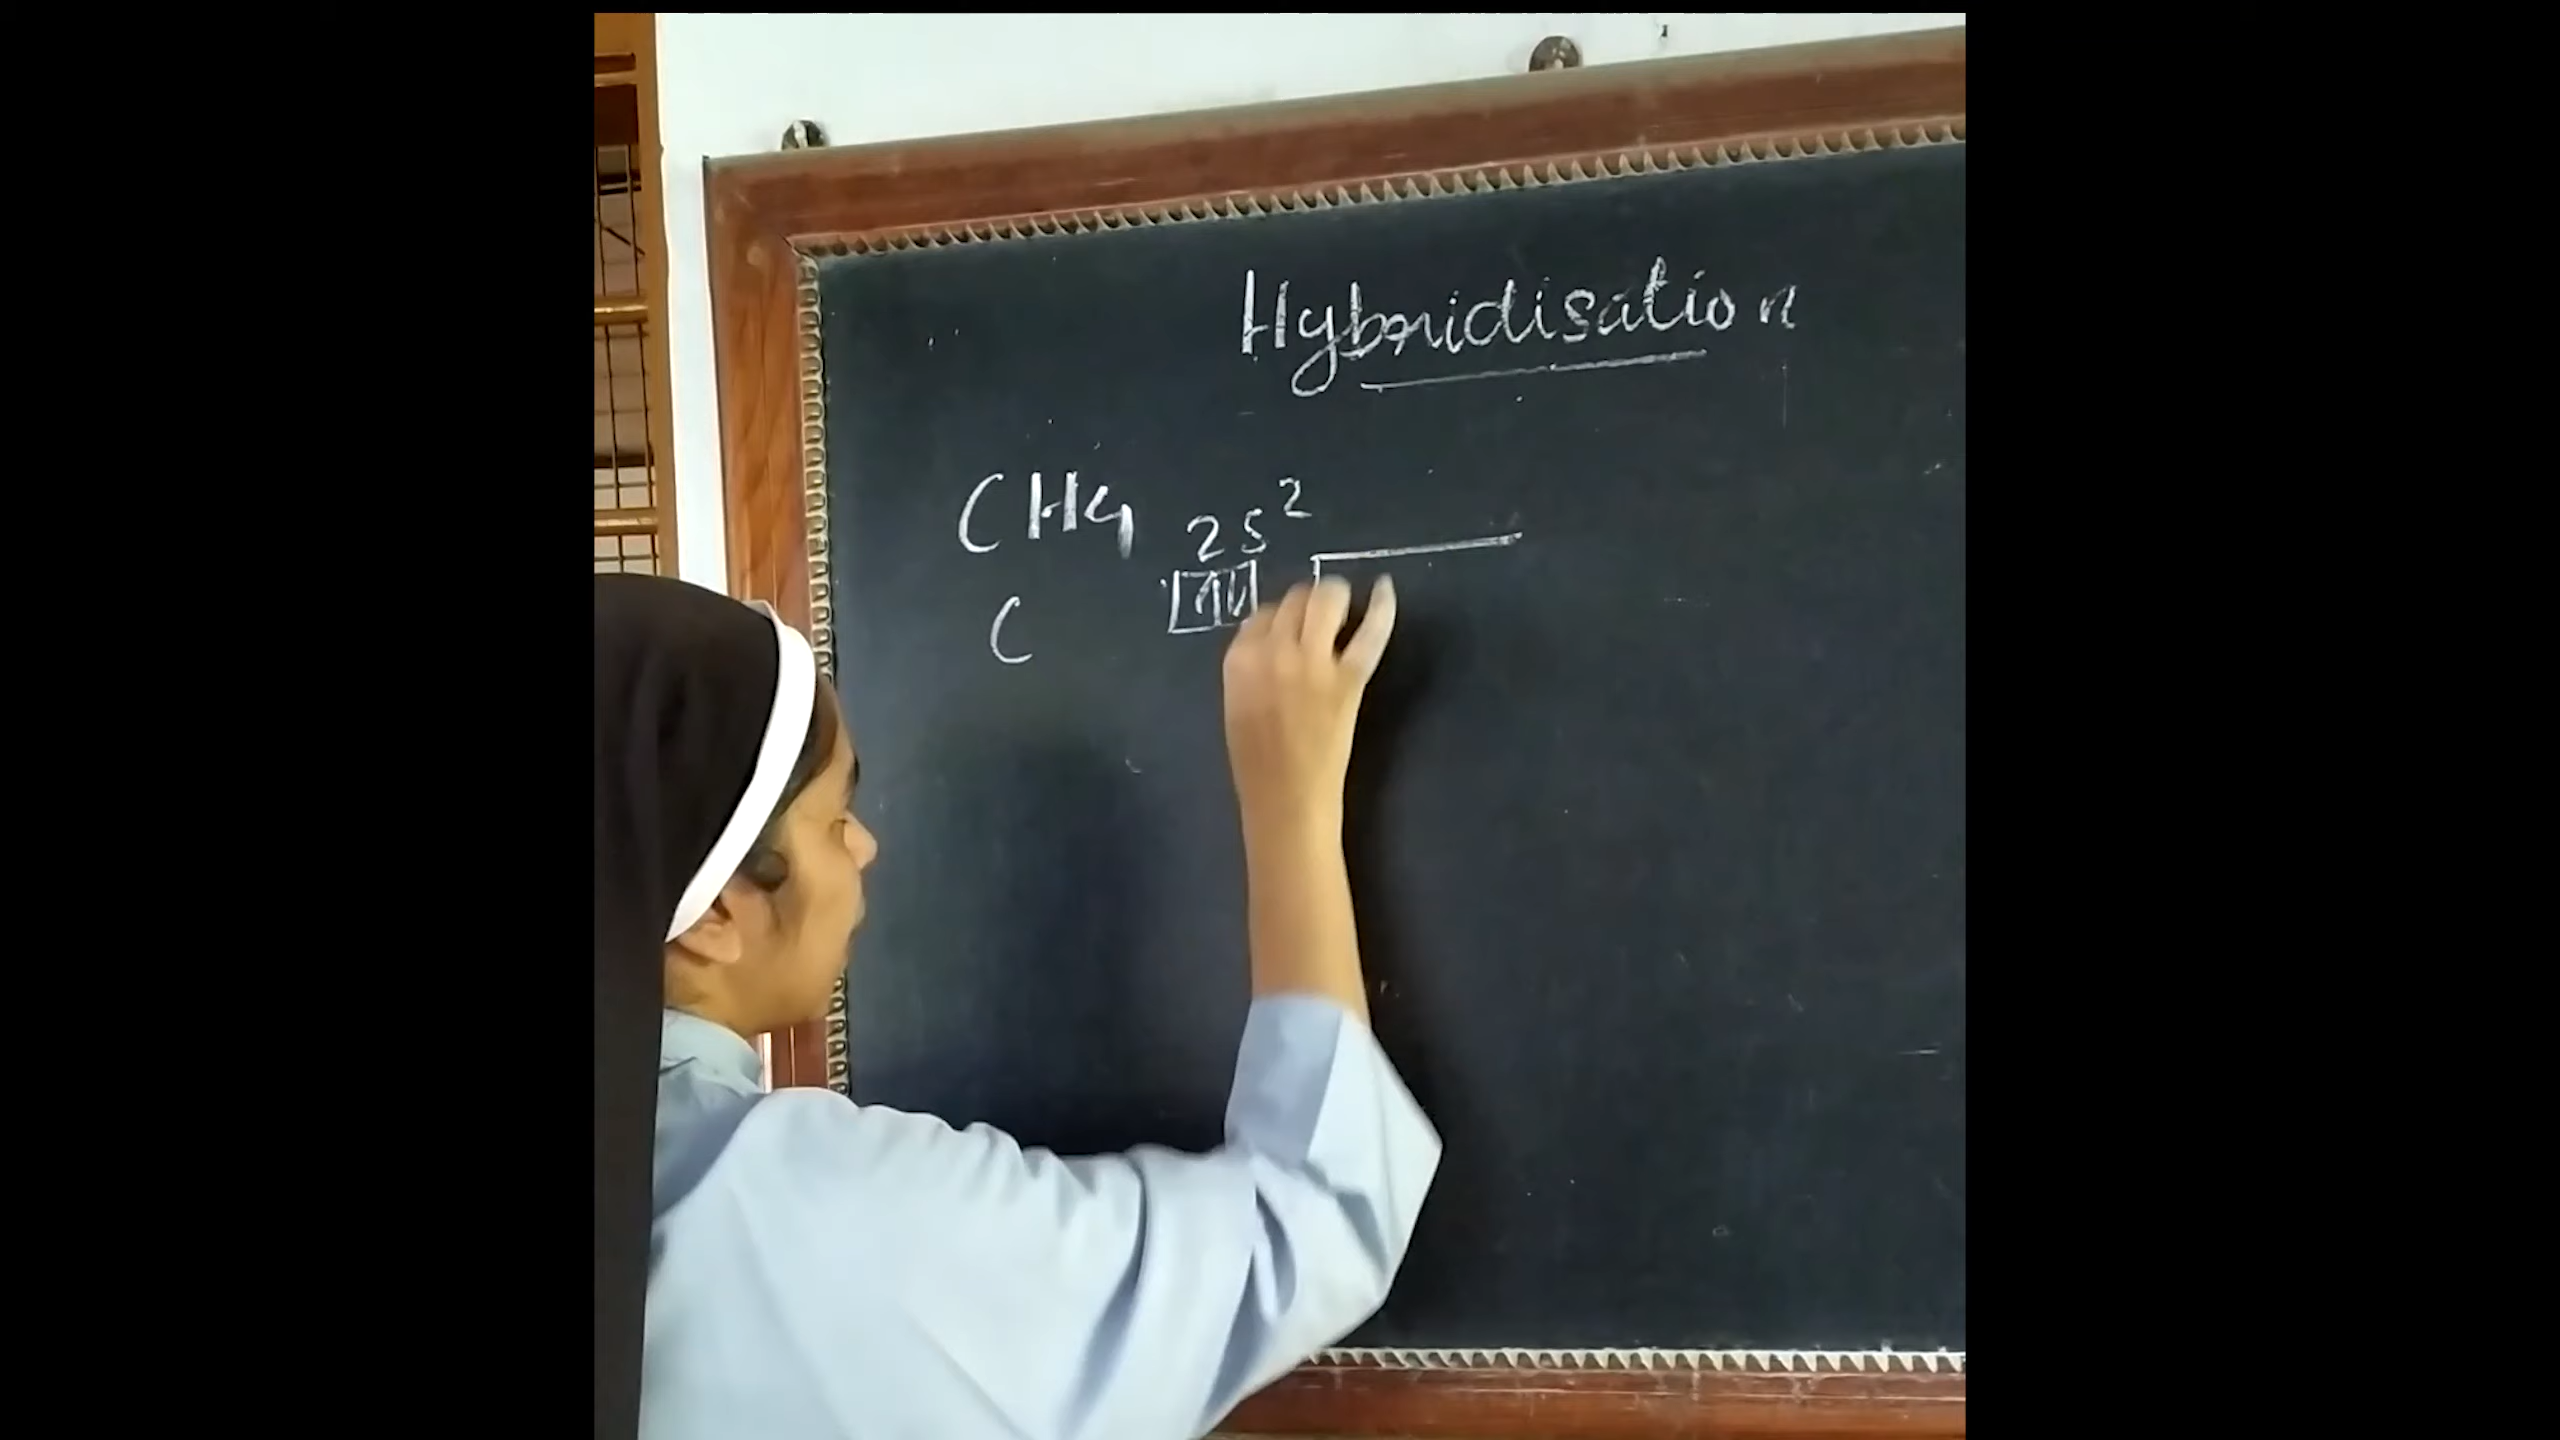 Hybridisation
CH4
2s²
C ↑↓